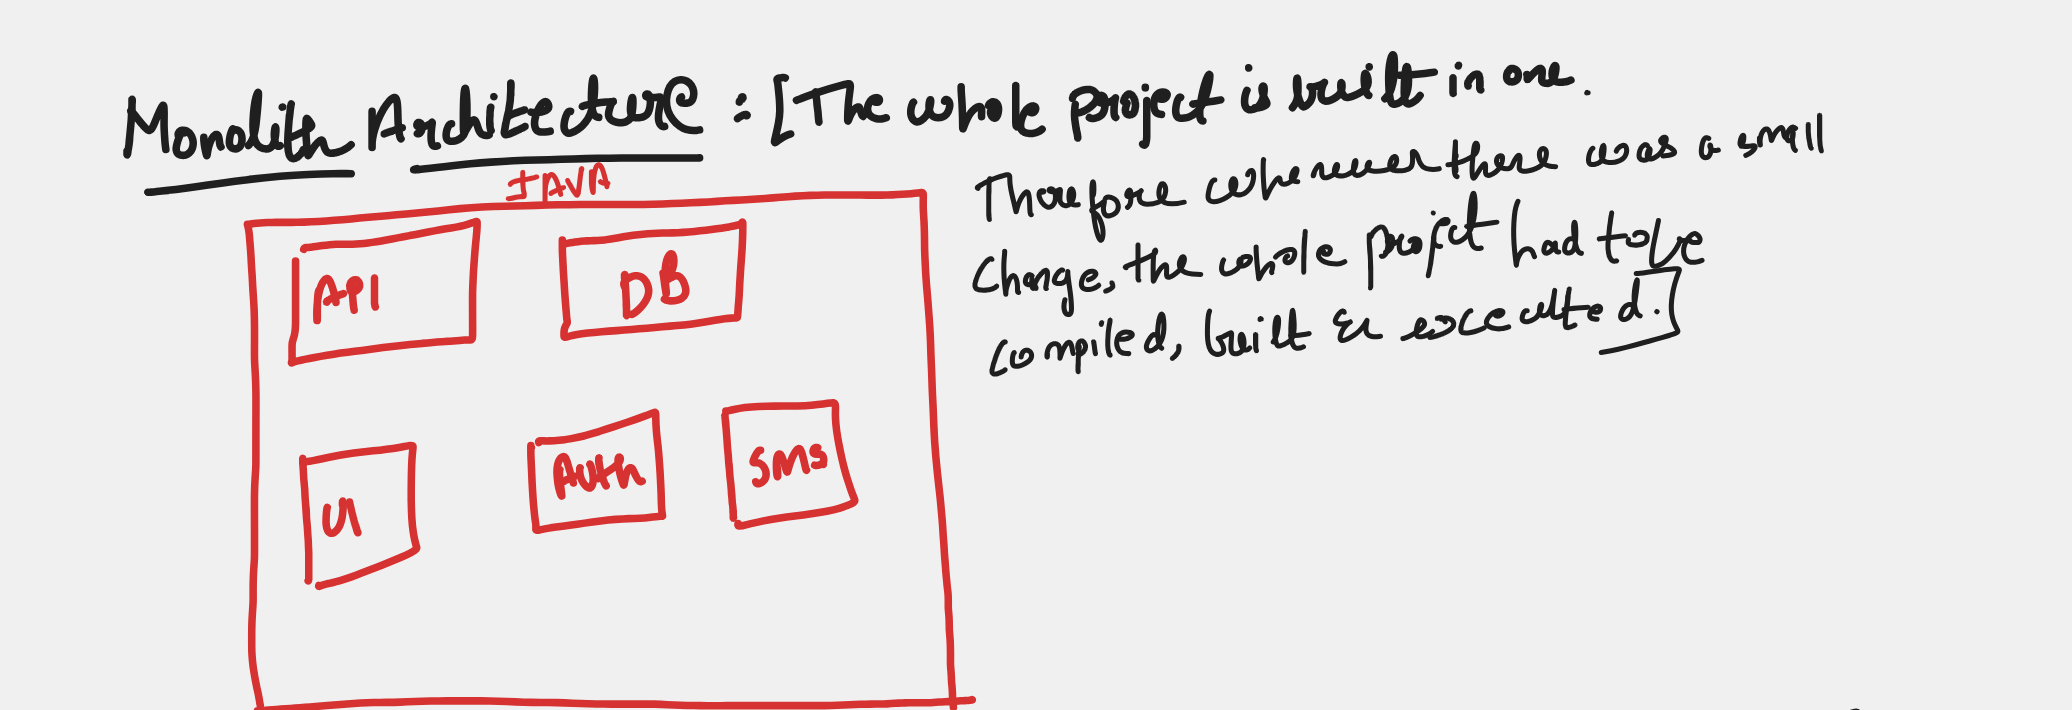 Monolith Architecture : [The whole project is built in one.
Therefore whenever there was a small
change, the whole project had to be
compiled, built & executed.]
JAVA
API
DB
UI
Auth
SMS